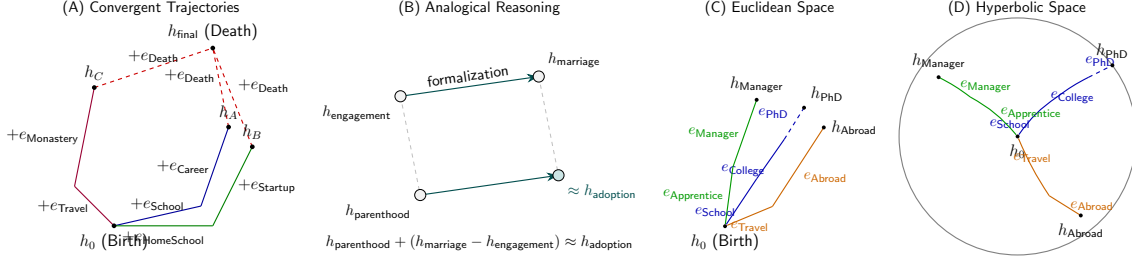 (A) Convergent Trajectories
h_final (Death)
+e_Death
+e_Death
+e_Death
h_C
h_A
h_B
+e_Monastery
+e_Career
+e_Startup
+e_Travel
+e_School
+e_HomeSchool
h_0 (Birth)
(B) Analogical Reasoning
formalization
h_marriage
h_engagement
≈ h_adoption
h_parenthood
h_parenthood + (h_marriage − h_engagement) ≈ h_adoption
(C) Euclidean Space
h_Manager
h_PhD
e_PhD
h_Abroad
e_Manager
e_College
e_Abroad
e_Apprentice
e_School
e_Travel
h_0 (Birth)
(D) Hyperbolic Space
h_Manager
h_PhD
e_PhD
e_Manager
e_College
e_Apprentice
e_School
h_0
e_Travel
e_Abroad
h_Abroad